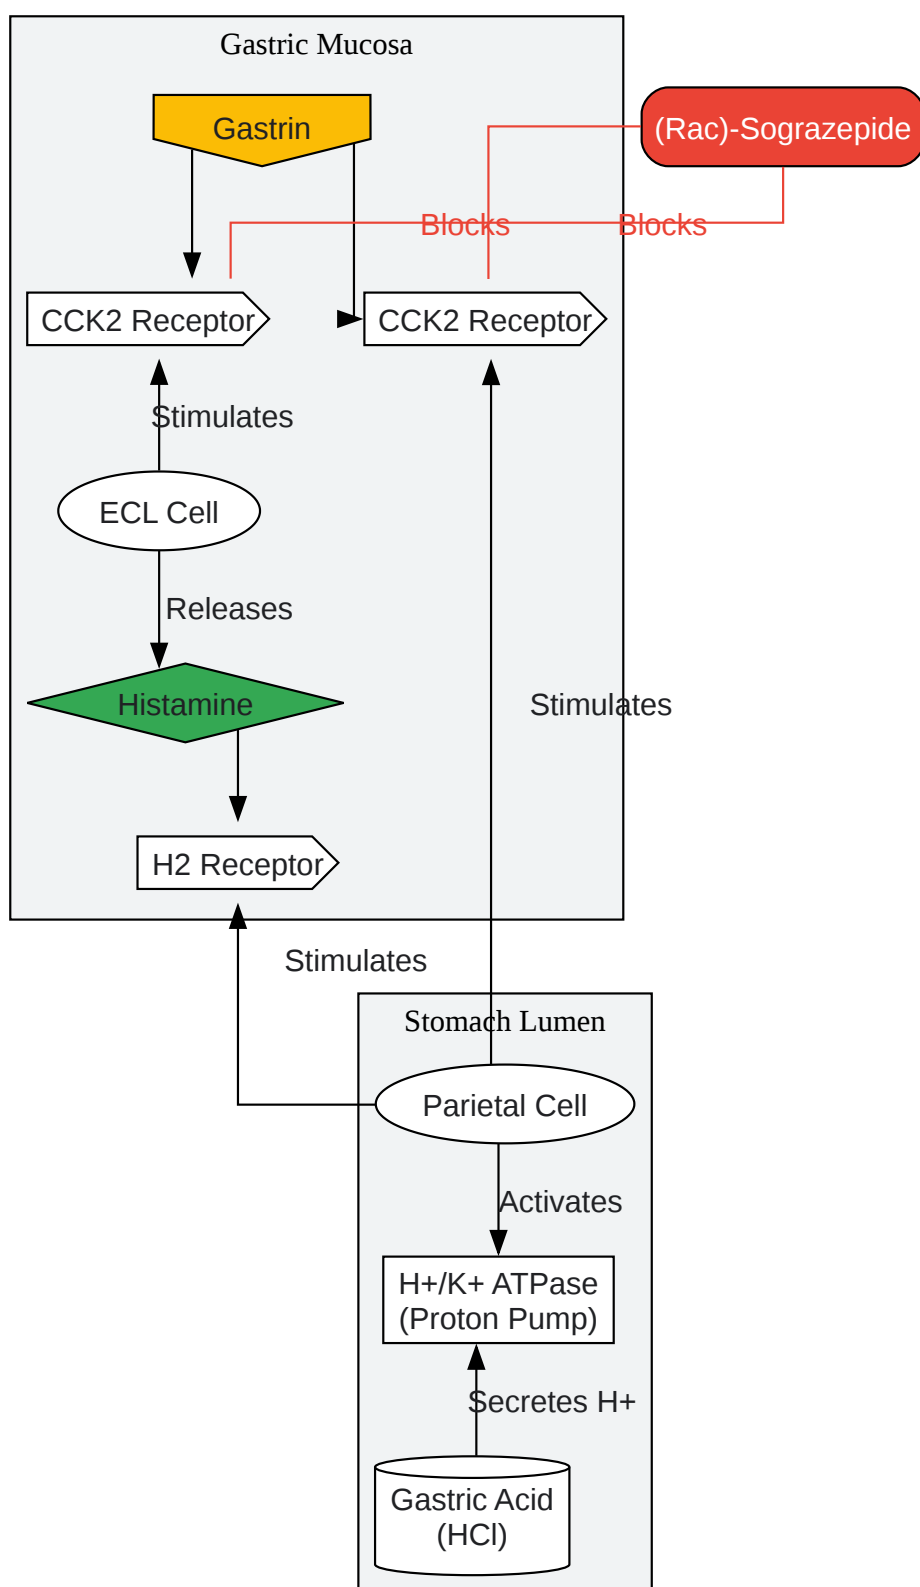 Gastric Mucosa
Gastrin
(Rac)-Sograzepide
Blocks
Blocks
CCK2 Receptor
CCK2 Receptor
Stimulates
ECL Cell
Releases
Histamine
Stimulates
H2 Receptor
Stimulates
Stomach Lumen
Parietal Cell
Activates
H+/K+ ATPase
(Proton Pump)
Secretes H+
Gastric Acid
(HCl)